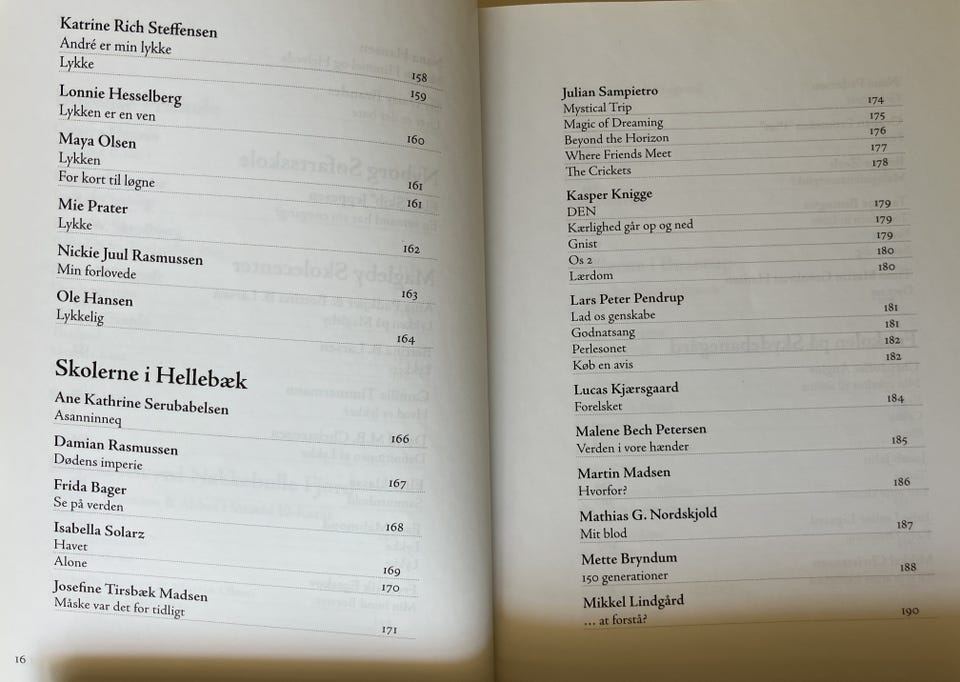 Katrine Rich Steffensen
André er min lykke 158
Lykke 159
Lonnie Hesselberg
Lykken er en ven 160
Maya Olsen
Lykken 161
For kort til løgne 161
Mie Prater
Lykke 162
Nickie Juul Rasmussen
Min forlovede 163
Ole Hansen
Lykkelig 164
Skolerne i Hellebæk
Ane Kathrine Serubabelsen
Asanninneq 166
Damian Rasmussen
Dødens imperie 167
Frida Bager
Se på verden 168
Isabella Solarz
Havet 169
Alone 170
Josefine Tirsbæk Madsen
Måske var det for tidligt 171
16
Julian Sampietro
Mystical Trip 174
Magic of Dreaming 175
Beyond the Horizon 176
Where Friends Meet 177
The Crickets 178
Kasper Knigge
DEN 179
Kærlighed går op og ned 179
Gnist 179
Os 2 180
Lærdom 180
Lars Peter Pendrup
Lad os genskabe 181
Godnatsang 181
Perlesonet 182
Køb en avis 182
Lucas Kjærsgaard
Forelsket 184
Malene Bech Petersen
Verden i vore hænder 185
Martin Madsen
Hvorfor? 186
Mathias G. Nordskjold
Mit blod 187
Mette Bryndum
150 generationer 188
Mikkel Lindgård
... at forstå? 190